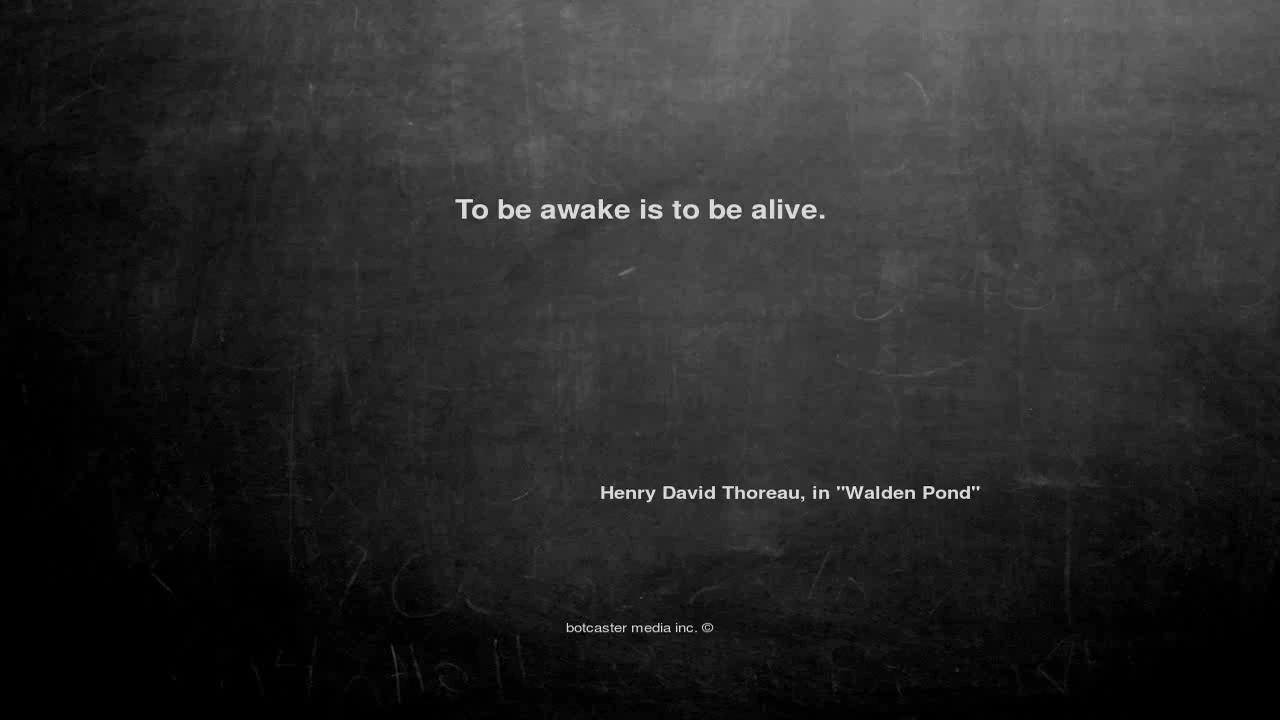 To be awake is to be alive.
Henry David Thoreau, in "Walden Pond"
botcaster media inc. ©